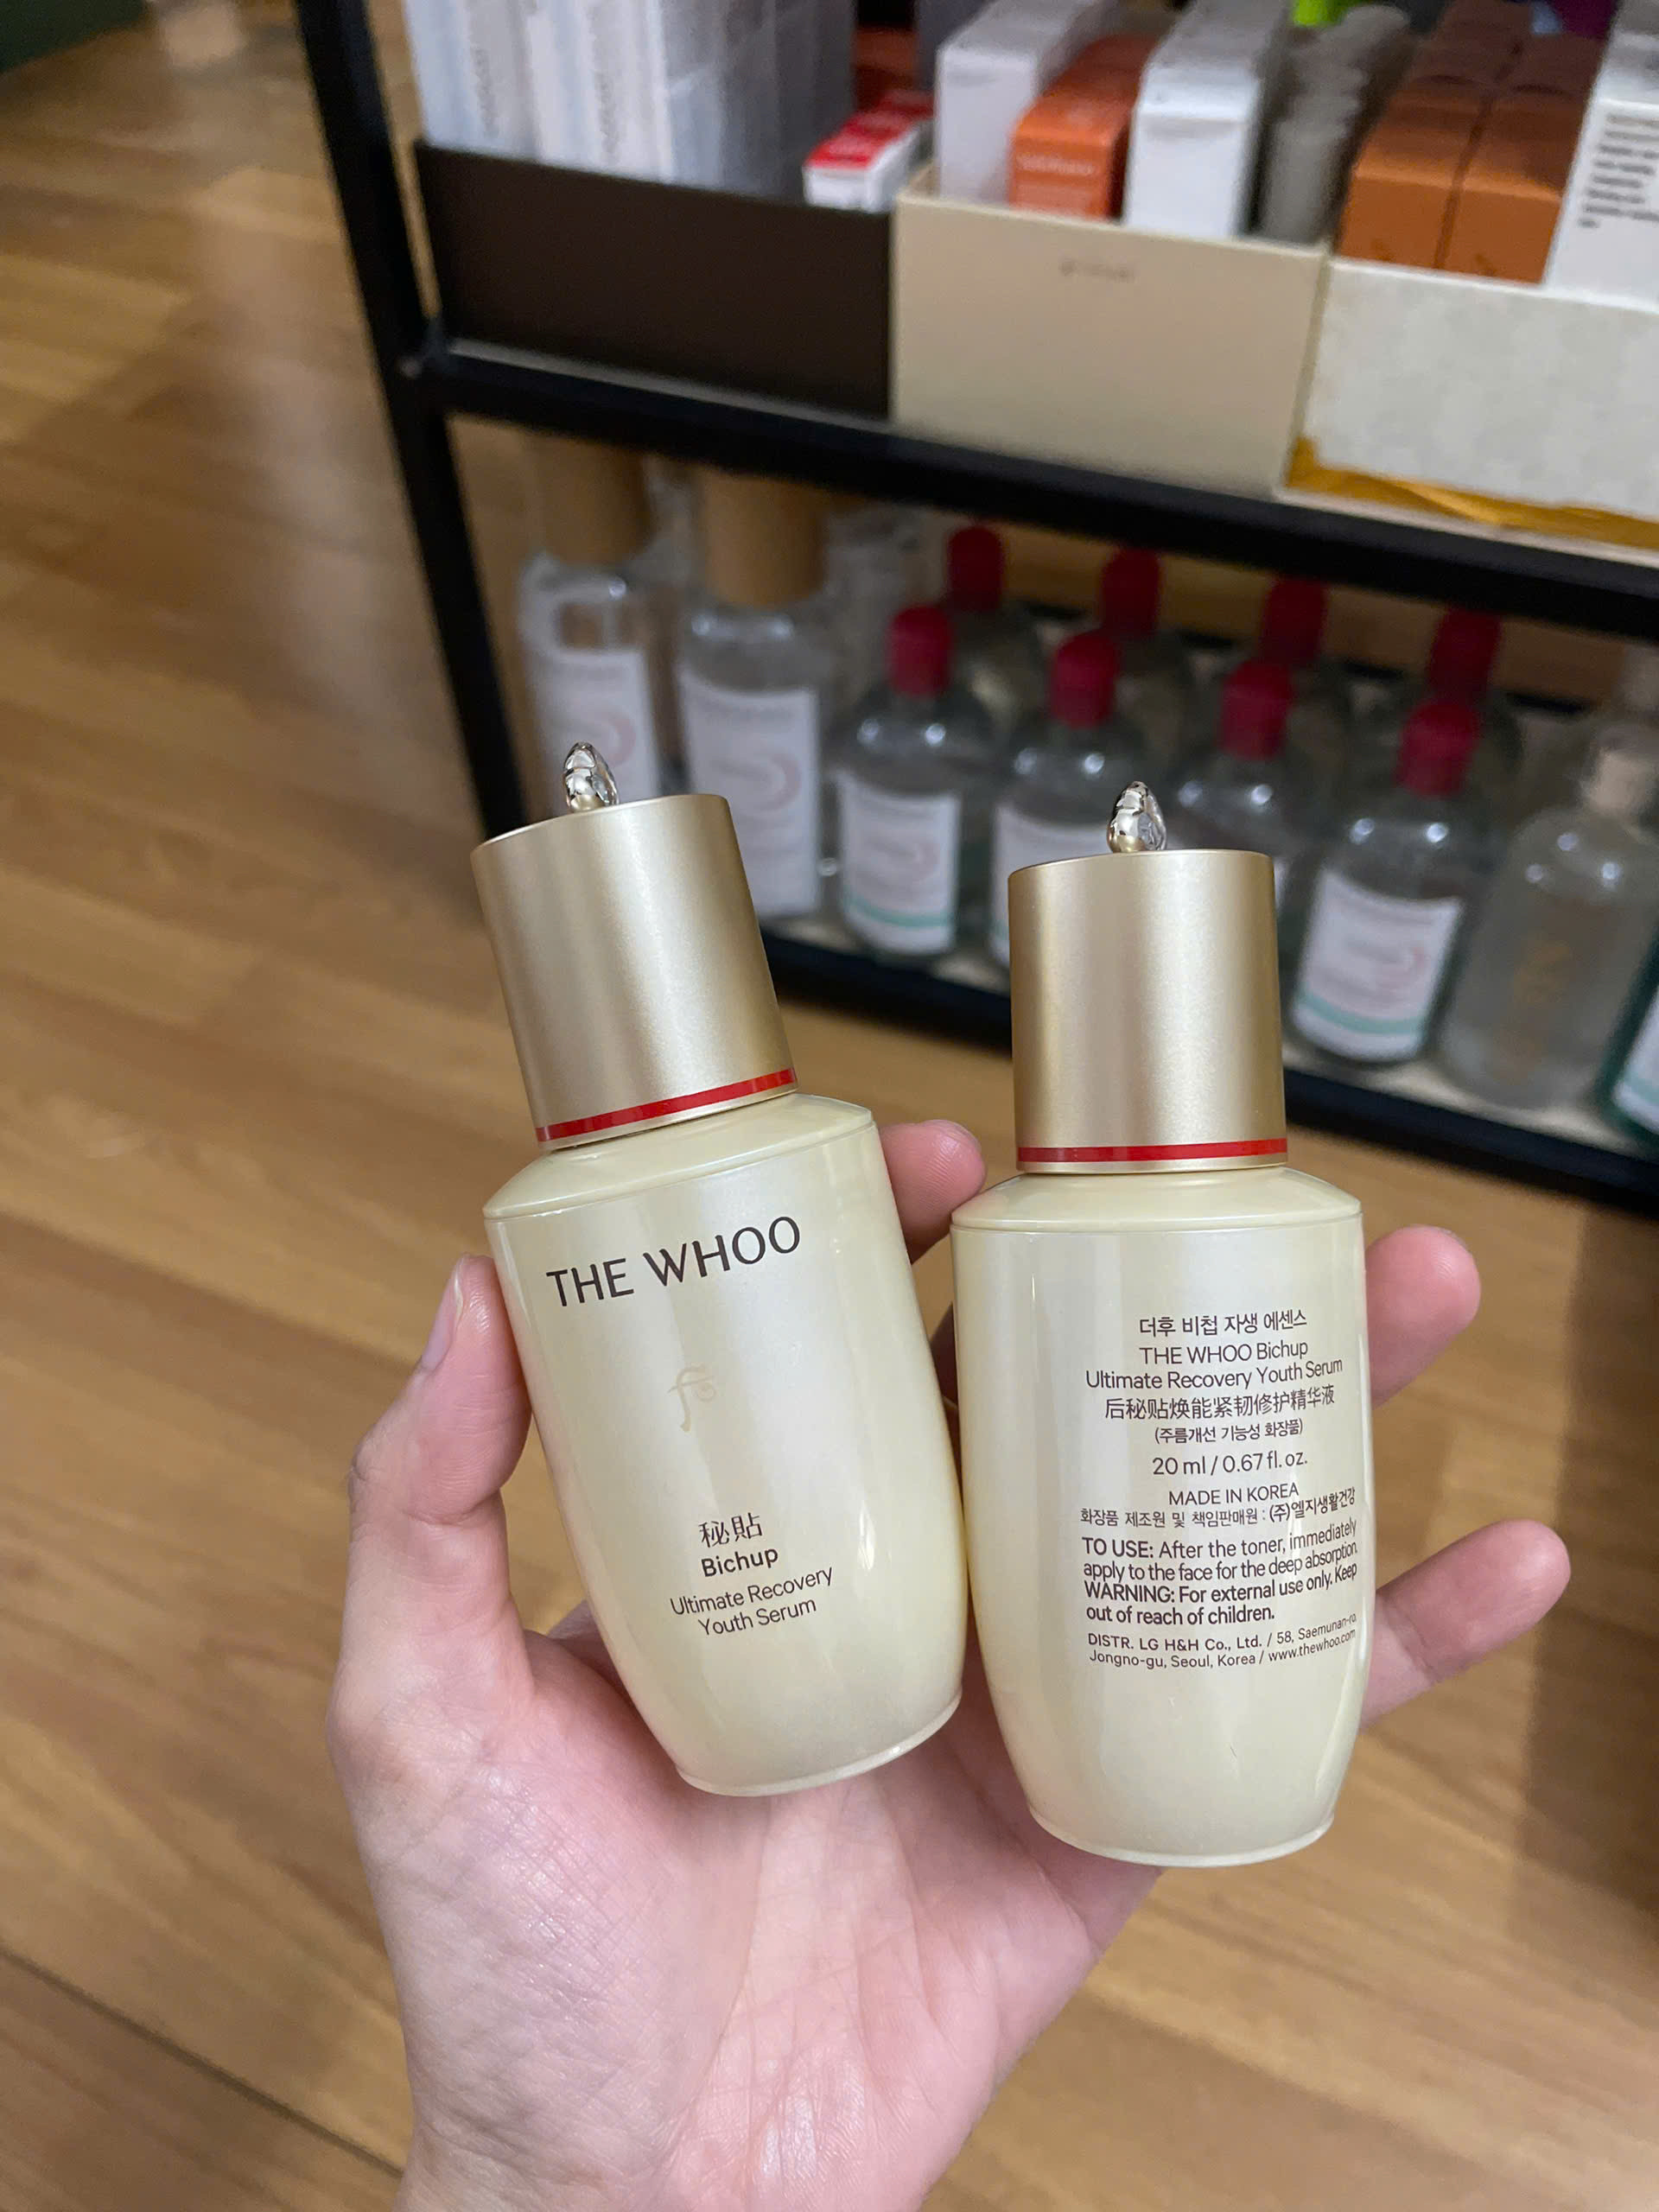 THE WHOO
秘貼
Bichup
Ultimate Recovery
Youth Serum
더후 비첩 자생 에센스
THE WHOO Bichup
Ultimate Recovery Youth Serum
后秘贴焕能紧韧修护精华液
(주름개선 기능성 화장품)
20 ml / 0.67 fl. oz.
MADE IN KOREA
화장품 제조원 및 책임판매원 : (주)엘지생활건강
TO USE: After the toner, immediately
apply to the face for the deep absorption.
WARNING: For external use only. Keep
out of reach of children.
DISTR. LG H&H Co., Ltd. / 58, Saemunan-ro,
Jongno-gu, Seoul, Korea / www.thewhoo.com